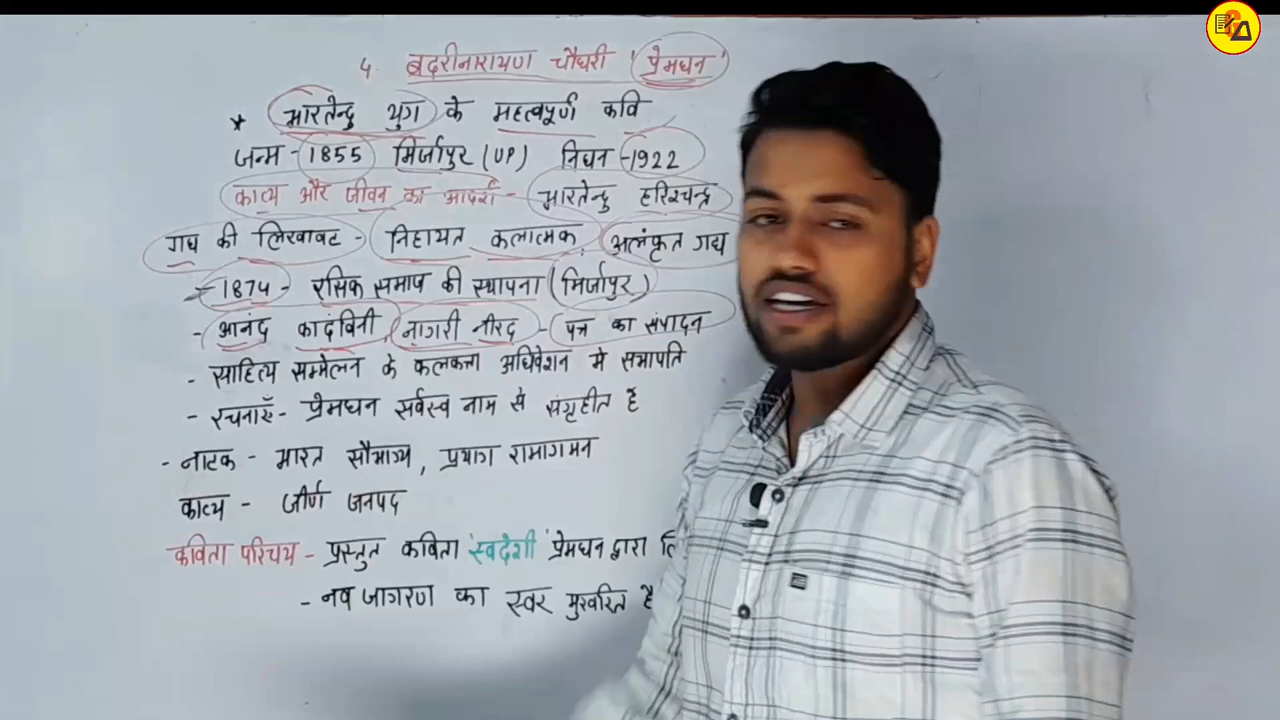 4. बदरीनारायण चौधरी 'प्रेमघन'
* भारतेन्दु युग के महत्वपूर्ण कवि
जन्म - 1855 मिर्जापुर (UP) निधन - 1922
काव्य और जीवन का आदर्श - भारतेन्दु हरिश्चन्द्र
गद्य की लिखावट - निहायत कलात्मक, अलंकृत गद्य
- 1874 - रसिक समाज की स्थापना (मिर्जापुर)
- आनंद कादंविनी, नागरी नीरद - पत्र का संपादन
- साहित्य सम्मेलन के कलकत्ता अधिवेशन मे सभापति
- रचनाएँ - प्रेमघन सर्वस्व नाम से संगृहीत है
- नाटक - भारत सौभाग्य, प्रयाग रामागमन
काव्य - जीर्ण जनपद
कविता परिचय - प्रस्तुत कविता 'स्वदेशी' प्रेमघन द्वारा
- नव जागरण का स्वर मुखरित है